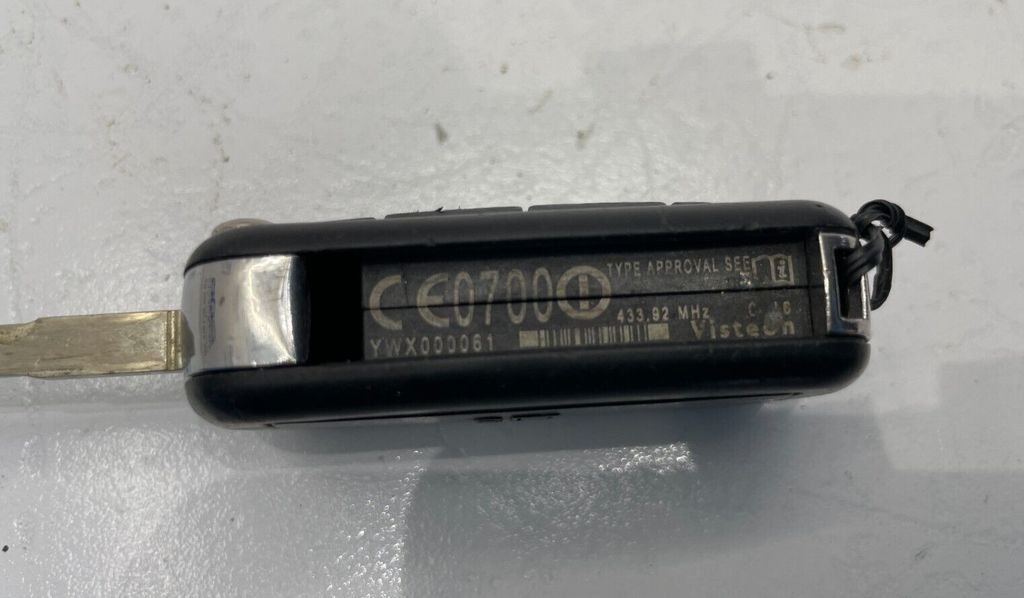 CE0700
TYPE APPROVAL SEE
433.92 MHz
YWX000061
Visteon